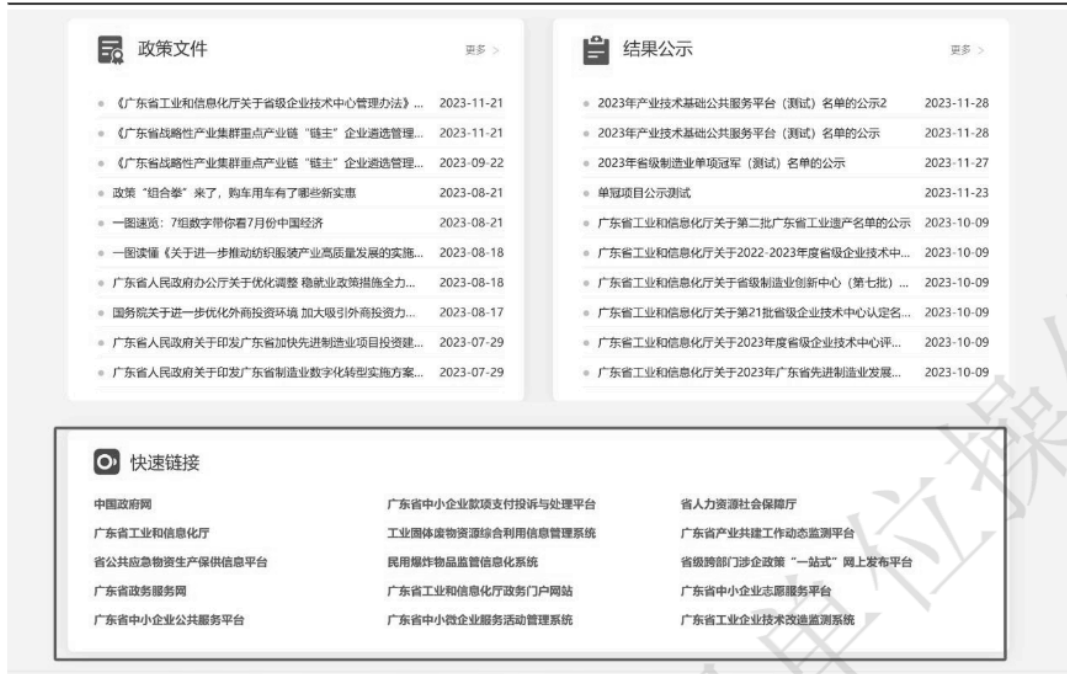 政策文件
更多 >
《广东省工业和信息化厅关于省级企业技术中心管理办法》... 2023-11-21
《广东省战略性产业集群重点产业链“链主”企业遴选管理... 2023-11-21
《广东省战略性产业集群重点产业链“链主”企业遴选管理... 2023-09-22
政策“组合拳”来了，购车用车有了哪些新实惠 2023-08-21
一图速览：7组数字带你看7月份中国经济 2023-08-21
一图读懂《关于进一步推动纺织服装产业高质量发展的实施... 2023-08-18
广东省人民政府办公厅关于优化调整 稳就业政策措施全力... 2023-08-18
国务院关于进一步优化外商投资环境 加大吸引外商投资力... 2023-08-17
广东省人民政府关于印发广东省加快先进制造业项目投资建... 2023-07-29
广东省人民政府关于印发广东省制造业数字化转型实施方案... 2023-07-29
结果公示
更多 >
2023年产业技术基础公共服务平台（测试）名单的公示2 2023-11-28
2023年产业技术基础公共服务平台（测试）名单的公示 2023-11-28
2023年省级制造业单项冠军（测试）名单的公示 2023-11-27
单冠项目公示测试 2023-11-23
广东省工业和信息化厅关于第二批广东省工业遗产名单的公示 2023-10-09
广东省工业和信息化厅关于2022-2023年度省级企业技术中... 2023-10-09
广东省工业和信息化厅关于省级制造业创新中心（第七批）... 2023-10-09
广东省工业和信息化厅关于第21批省级企业技术中心认定名... 2023-10-09
广东省工业和信息化厅关于2023年度省级企业技术中心评... 2023-10-09
广东省工业和信息化厅关于2023年广东省先进制造业发展... 2023-10-09
快速链接
中国政府网 广东省中小企业款项支付投诉与处理平台 省人力资源社会保障厅
广东省工业和信息化厅 工业固体废物资源综合利用信息管理系统 广东省产业共建工作动态监测平台
省公共应急物资生产保供信息平台 民用爆炸物品监管信息化系统 省级跨部门涉企政策“一站式”网上发布平台
广东省政务服务网 广东省工业和信息化厅政务门户网站 广东省中小企业志愿服务平台
广东省中小企业公共服务平台 广东省中小微企业服务活动管理系统 广东省工业企业技术改造监测系统
单位操